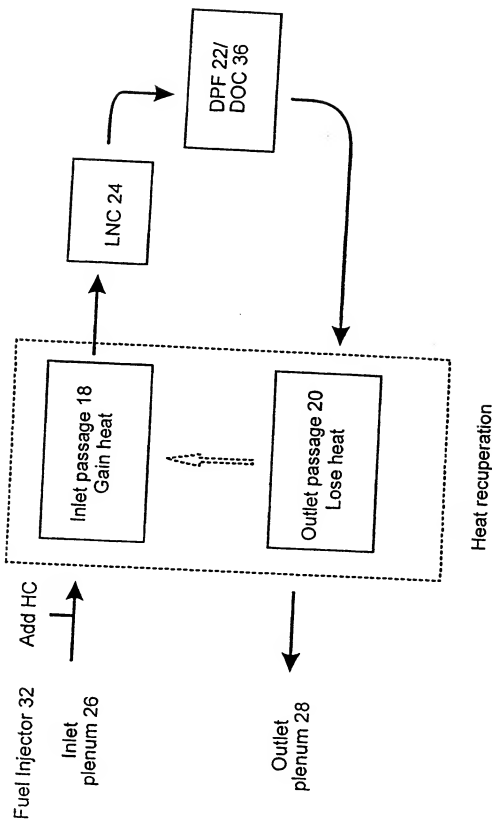 Fuel Injector 32
Add HC
Inlet
plenum 26
Inlet passage 18
Gain heat
LNC 24
DPF 22/
DOC 36
Outlet passage 20
Lose heat
Outlet
plenum 28
Heat recuperation